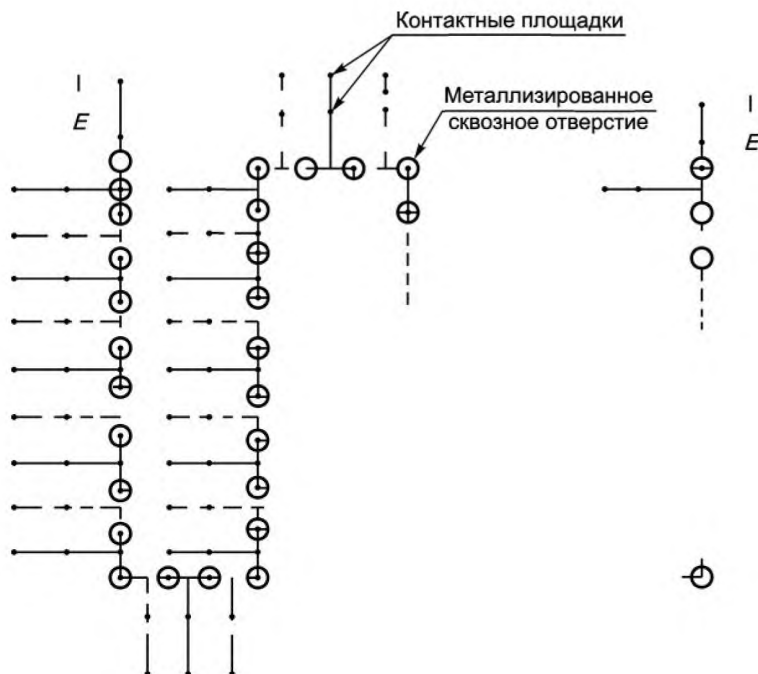 Контактные площадки
Металлизированное
сквозное отверстие
E
E